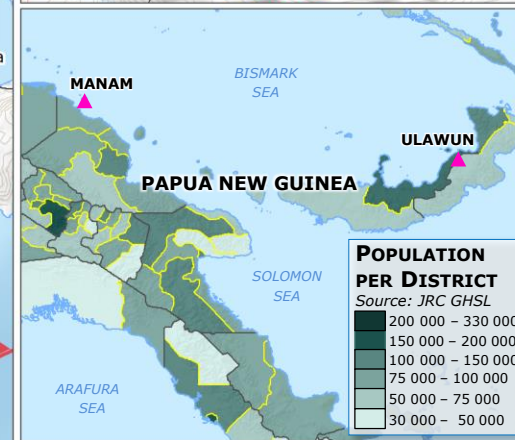 BISMARK
SEA
MANAM
ULAWUN
PAPUA NEW GUINEA
SOLOMON
SEA
ARAFURA
SEA
POPULATION
PER DISTRICT
Source: JRC GHSL
200 000 – 330 000
150 000 – 200 000
100 000 – 150 000
75 000 – 100 000
50 000 – 75 000
30 000 – 50 000